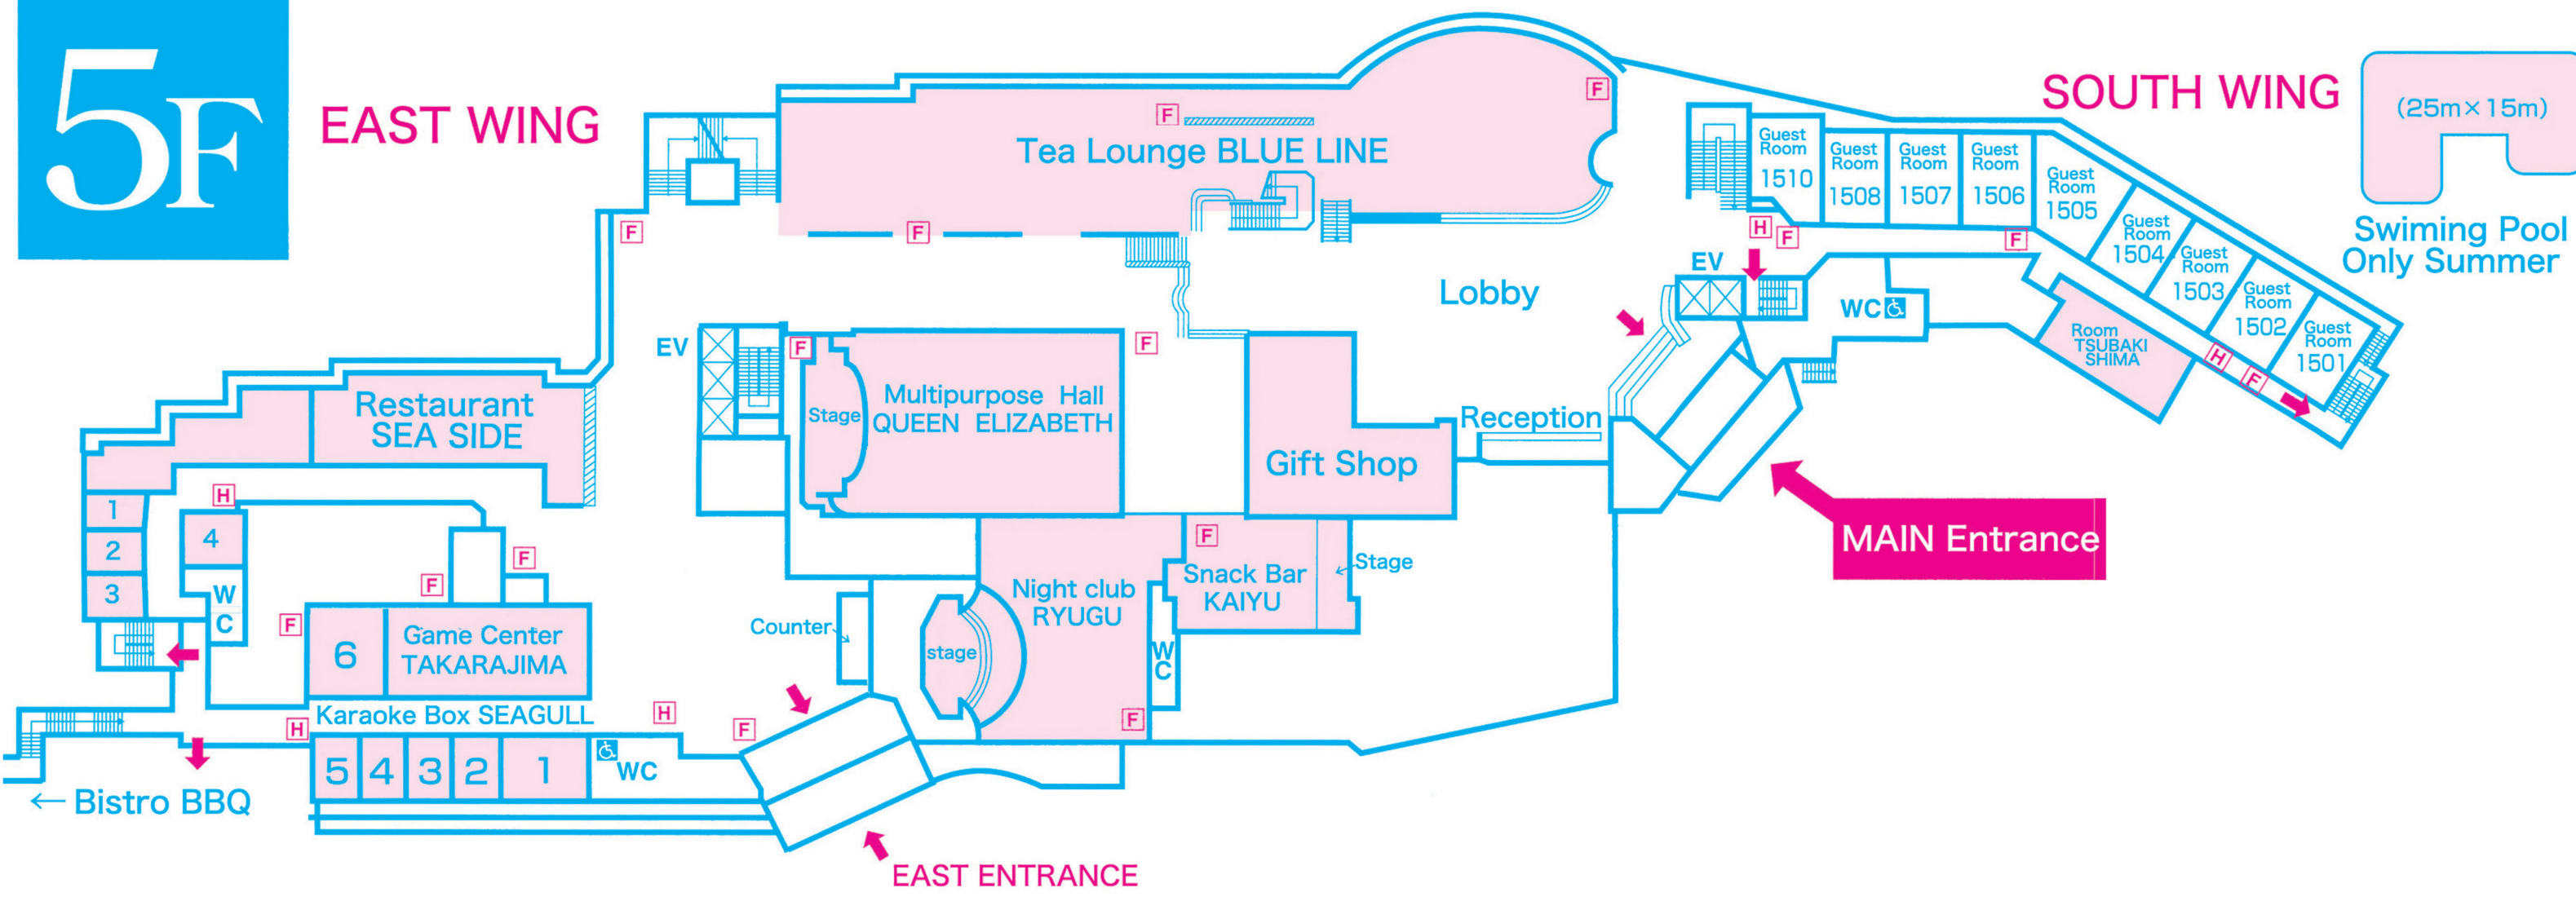 5F
EAST WING
SOUTH WING
(25m×15m)
Swiming Pool
Only Summer
F
F
Tea Lounge BLUE LINE
F
F
Guest
Room
1510
Guest
Room
1508
Guest
Room
1507
Guest
Room
1506
Guest
Room
1505
Guest
Room
1504
Guest
Room
1503
Guest
Room
1502
Guest
Room
1501
H
F
F
EV
Lobby
WC
Room
TSUBAKI
SHIMA
H
F
EV
F
F
Stage
Multipurpose Hall
QUEEN ELIZABETH
Restaurant
SEA SIDE
Gift Shop
Reception
MAIN Entrance
1
2
3
H
4
W
C
F
F
F
6
Game Center
TAKARAJIMA
Karaoke Box SEAGULL
H
H
F
5
4
3
2
1
WC
← Bistro BBQ
Counter
stage
Night club
RYUGU
F
Snack Bar
KAIYU
Stage
W
C
F
EAST ENTRANCE